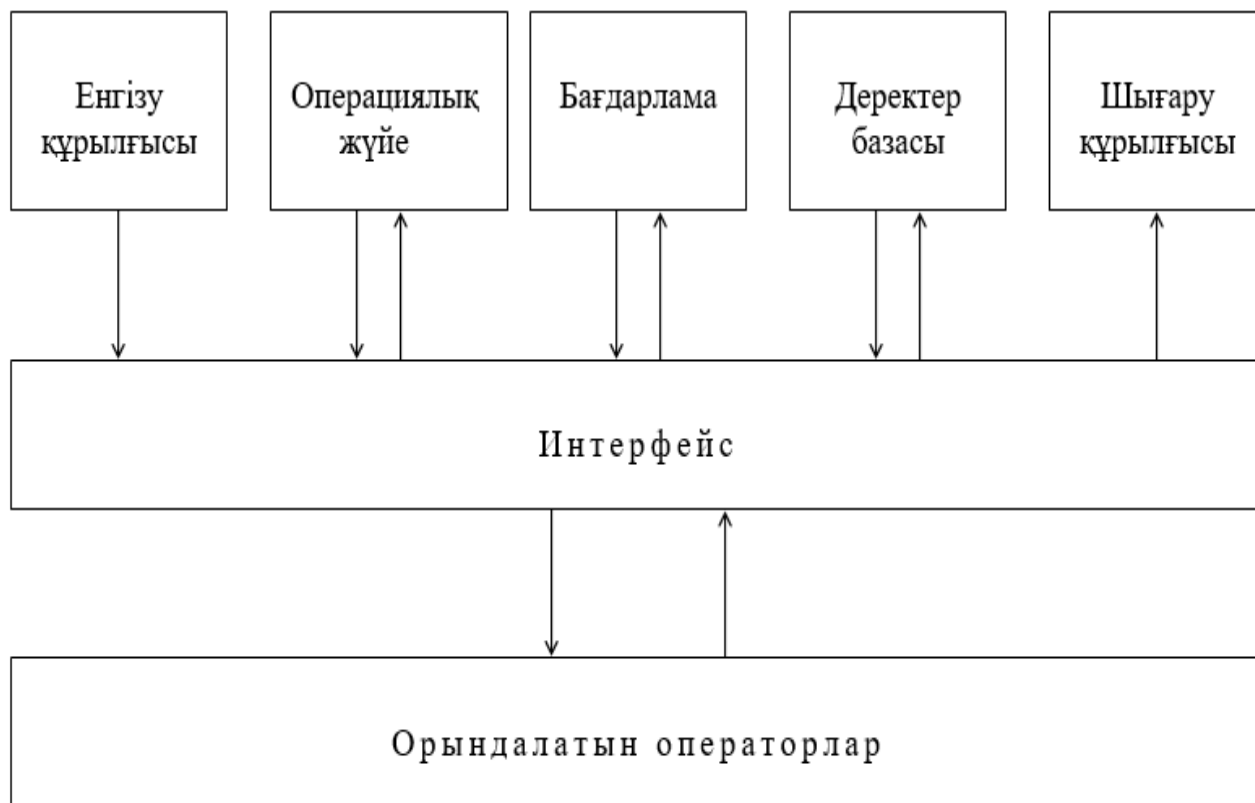 Енгізу
құрылғысы
Операциялық
жүйе
Бағдарлама
Деректер
базасы
Шығару
құрылғысы
Интерфейс
Орындалатын операторлар